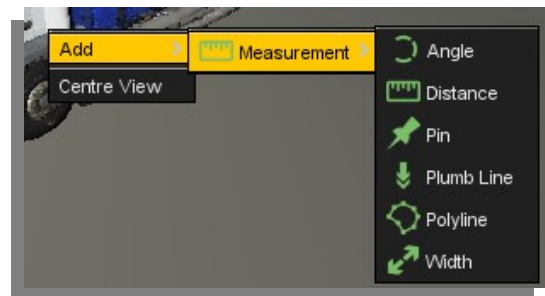 Add
Centre View
Measurement
Angle
Distance
Pin
Plumb Line
Polyline
Width